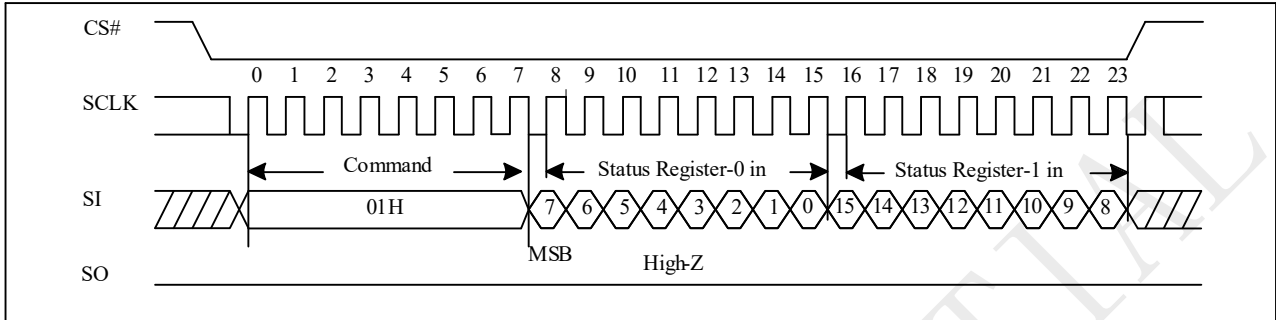 CS#
0 1 2 3 4 5 6 7 8 9 10 11 12 13 14 15 16 17 18 19 20 21 22 23
SCLK
Command Status Register-0 in Status Register-1 in
SI 01H 7 6 5 4 3 2 1 0 15 14 13 12 11 10 9 8
MSB High-Z
SO